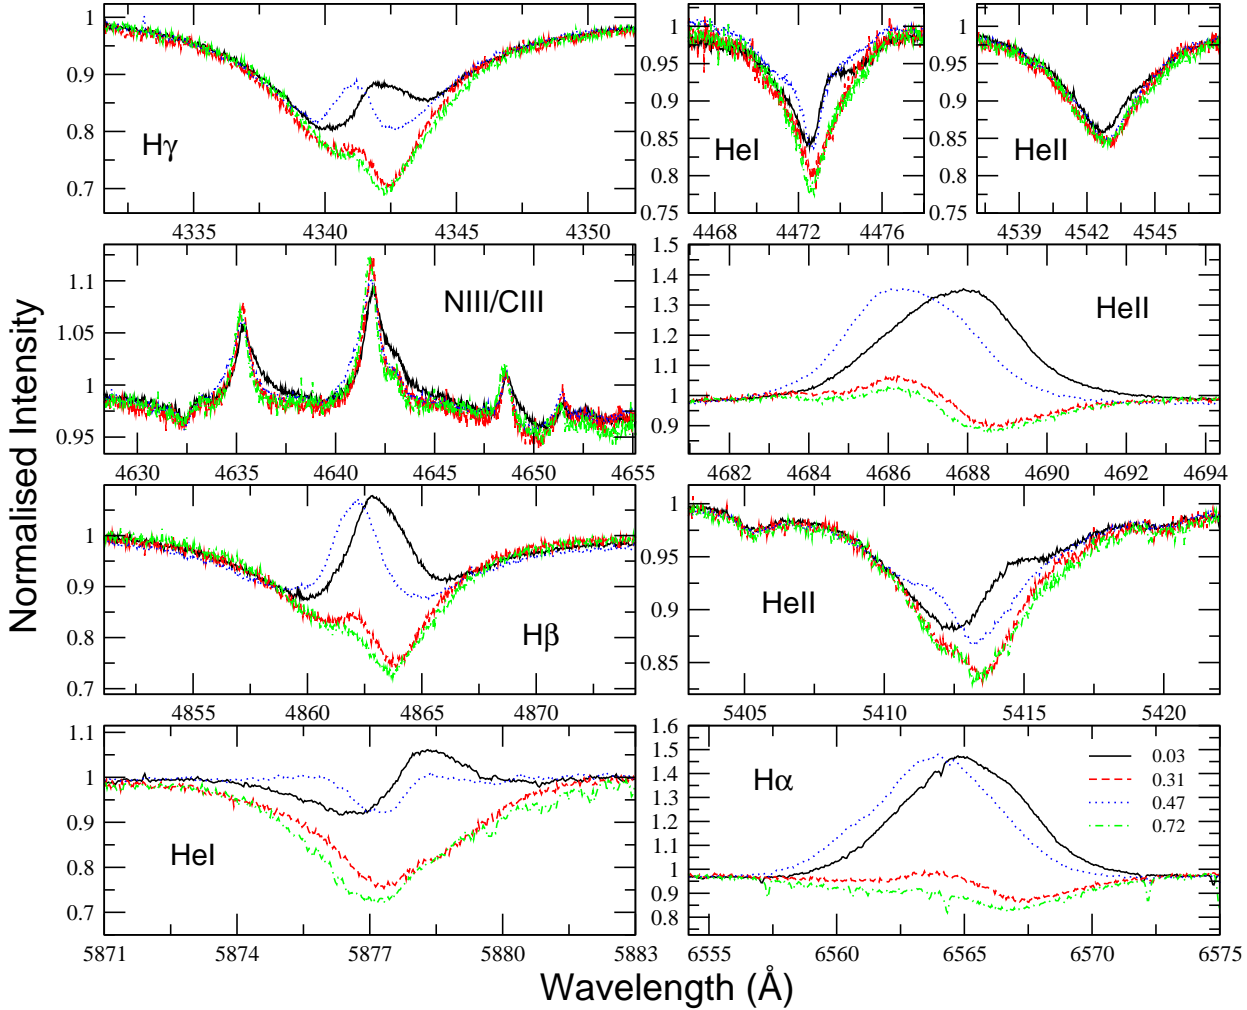 Normalised Intensity
Wavelength (Å)
1
0.9
0.8
0.7
Hγ
4335 4340 4345 4350
1
0.95
0.9
0.85
0.8
0.75
HeI
4468 4472 4476
1
0.95
0.9
0.85
0.8
0.75
HeII
4539 4542 4545
1.1
1.05
1
0.95
NIII/CIII
4630 4635 4640 4645 4650 4655
1.5
1.4
1.3
1.2
1.1
1
0.9
HeII
4682 4684 4686 4688 4690 4692 4694
1.1
1
0.9
0.8
0.7
Hβ
4855 4860 4865 4870
1
0.95
0.9
0.85
HeII
5405 5410 5415 5420
1.1
1
0.9
0.8
0.7
HeI
5871 5874 5877 5880 5883
1.6
1.5
1.4
1.3
1.2
1.1
1
0.9
0.8
Hα
0.03
0.31
0.47
0.72
6555 6560 6565 6570 6575